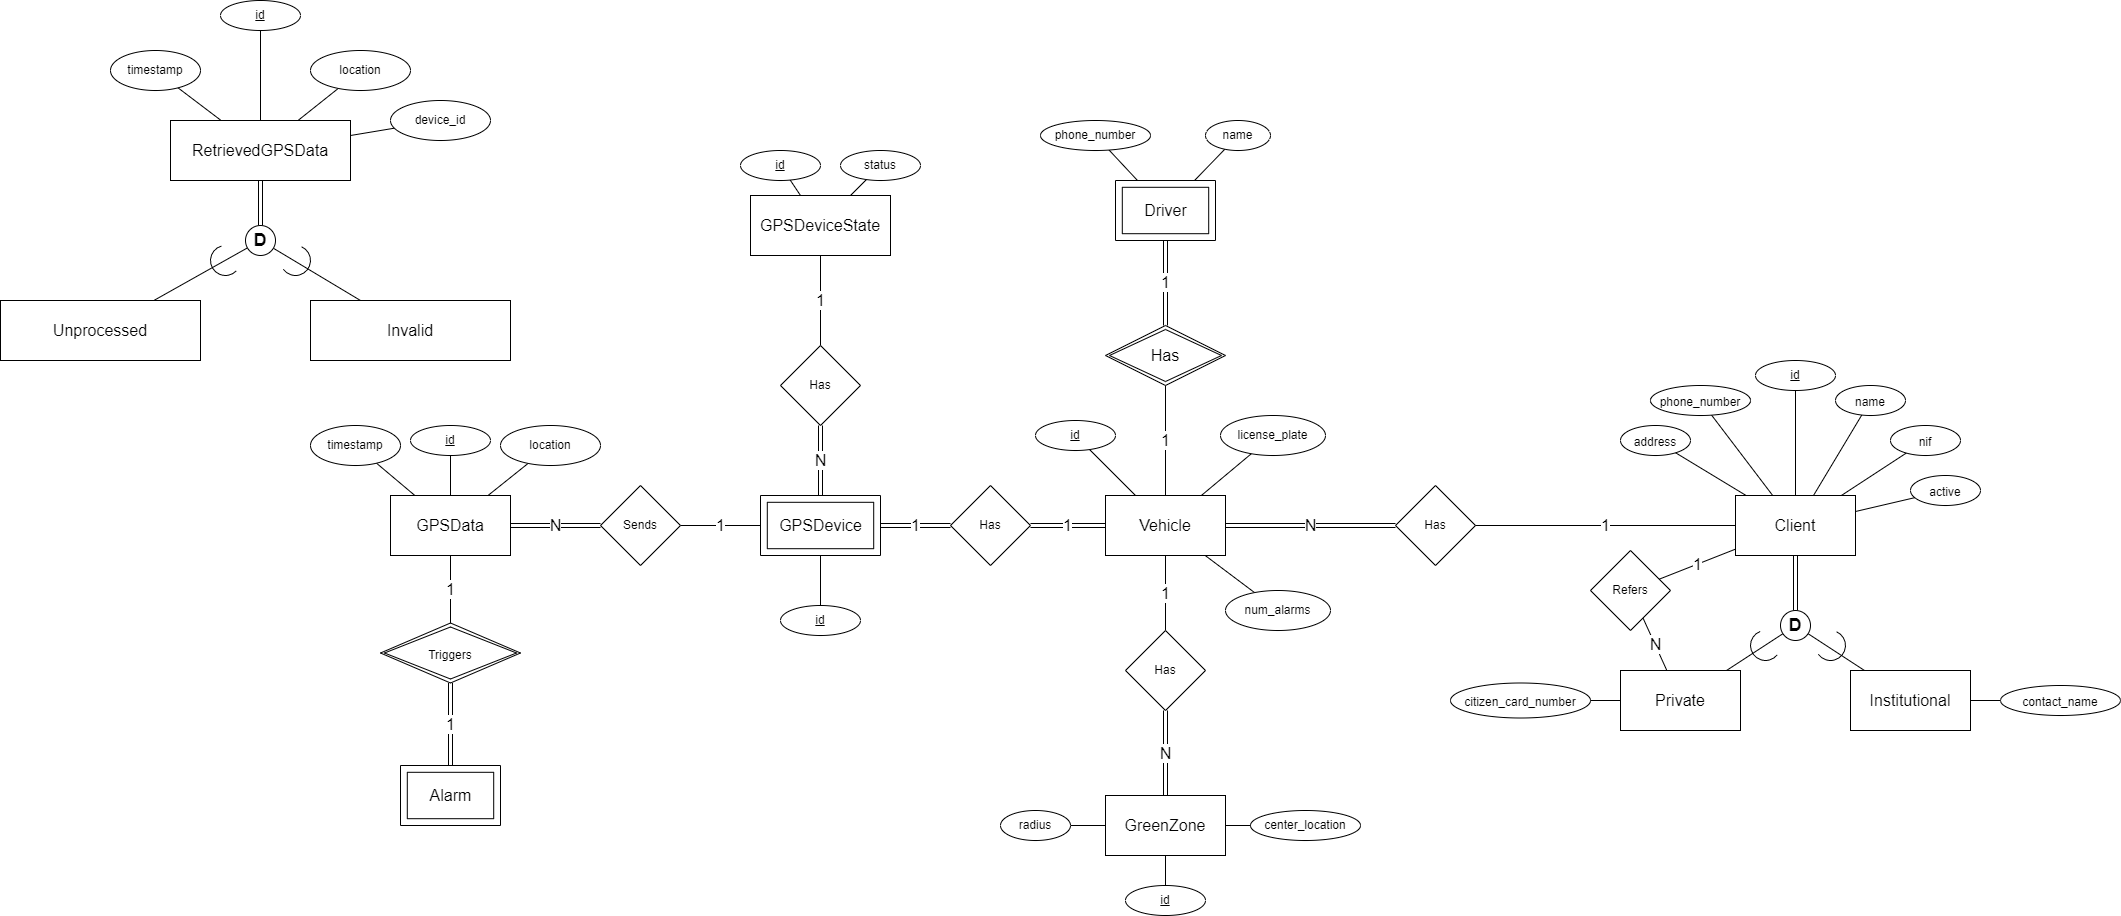 id
timestamp
location
device_id
RetrievedGPSData
D
Unprocessed
Invalid
phone_number
name
Driver
1
Has
1
id
status
GPSDeviceState
1
Has
N
timestamp
id
location
GPSData
N
Sends
1
GPSDevice
id
1
Has
1
id
license_plate
Vehicle
num_alarms
N
Has
1
id
phone_number
name
address
nif
active
Client
1
Refers
N
D
citizen_card_number
Private
Institutional
contact_name
1
Triggers
1
Alarm
1
Has
N
radius
GreenZone
center_location
id